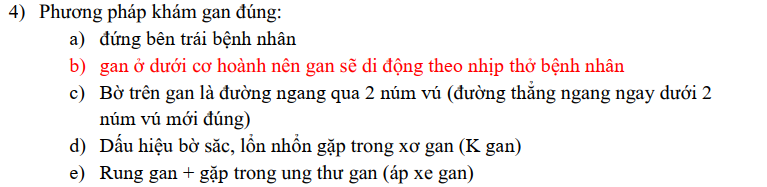 4) Phương pháp khám gan đúng:
a) đứng bên trái bệnh nhân
b) gan ở dưới cơ hoành nên gan sẽ di động theo nhịp thở bệnh nhân
c) Bờ trên gan là đường ngang qua 2 núm vú (đường thẳng ngang ngay dưới 2
núm vú mới đúng)
d) Dấu hiệu bờ săc, lổn nhổn gặp trong xơ gan (K gan)
e) Rung gan + gặp trong ung thư gan (áp xe gan)